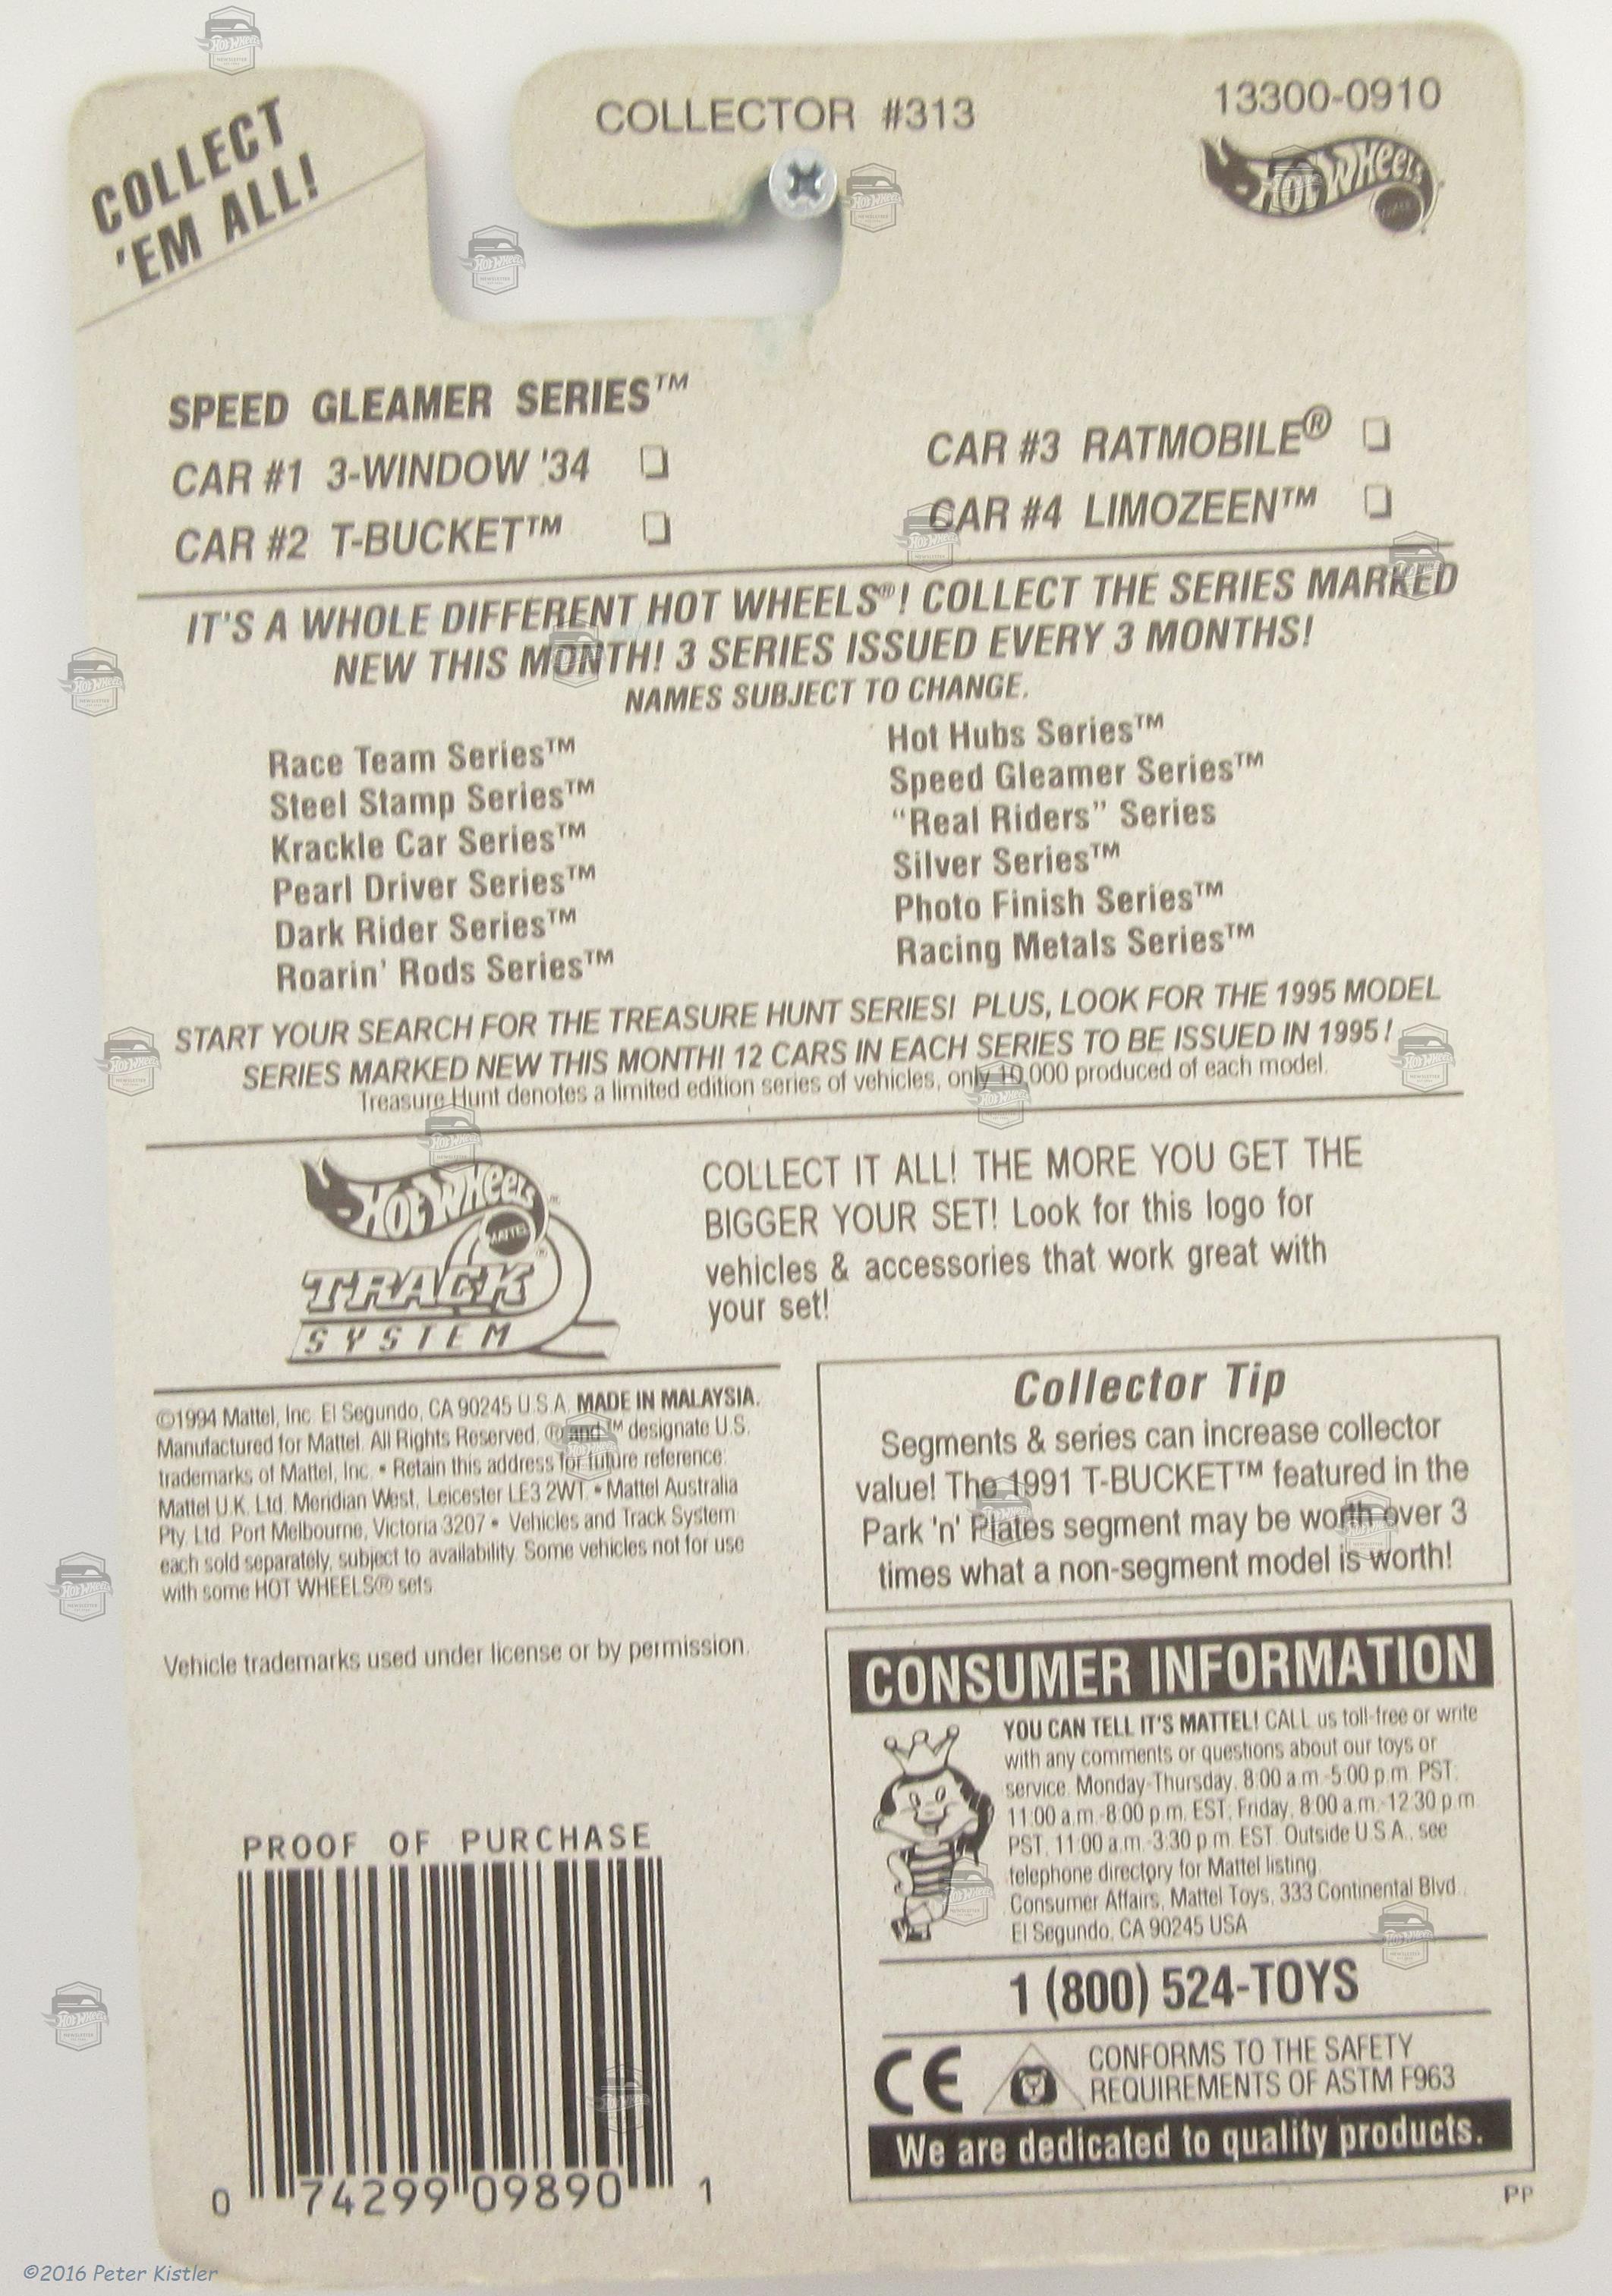 COLLECT
'EM ALL!
COLLECTOR #313
13300-0910
HOT WHEELS
SPEED GLEAMER SERIES™
CAR #1 3-WINDOW '34 ❑
CAR #2 T-BUCKET™ ❑
CAR #3 RATMOBILE® ❑
CAR #4 LIMOZEEN™ ❑
IT'S A WHOLE DIFFERENT HOT WHEELS®! COLLECT THE SERIES MARKED
NEW THIS MONTH! 3 SERIES ISSUED EVERY 3 MONTHS!
NAMES SUBJECT TO CHANGE.
Race Team Series™
Steel Stamp Series™
Krackle Car Series™
Pearl Driver Series™
Dark Rider Series™
Roarin' Rods Series™
Hot Hubs Series™
Speed Gleamer Series™
“Real Riders” Series
Silver Series™
Photo Finish Series™
Racing Metals Series™
START YOUR SEARCH FOR THE TREASURE HUNT SERIES! PLUS, LOOK FOR THE 1995 MODEL
SERIES MARKED NEW THIS MONTH! 12 CARS IN EACH SERIES TO BE ISSUED IN 1995!
Treasure Hunt denotes a limited edition series of vehicles, only 10,000 produced of each model.
HOT WHEELS™
MATTEL®
TRACK
SYSTEM
COLLECT IT ALL! THE MORE YOU GET THE
BIGGER YOUR SET! Look for this logo for
vehicles & accessories that work great with
your set!
©1994 Mattel, Inc. El Segundo, CA 90245 U.S.A. MADE IN MALAYSIA.
Manufactured for Mattel. All Rights Reserved. ® and ™ designate U.S.
trademarks of Mattel, Inc. • Retain this address for future reference:
Mattel U.K. Ltd. Meridian West, Leicester LE3 2WT. • Mattel Australia
Pty. Ltd. Port Melbourne, Victoria 3207 • Vehicles and Track System
each sold separately, subject to availability. Some vehicles not for use
with some HOT WHEELS® sets.
Vehicle trademarks used under license or by permission.
Collector Tip
Segments & series can increase collector
value! The 1991 T-BUCKET™ featured in the
Park 'n' Plates segment may be worth over 3
times what a non-segment model is worth!
CONSUMER INFORMATION
YOU CAN TELL IT'S MATTEL! CALL us toll-free or write
with any comments or questions about our toys or
service. Monday-Thursday, 8:00 a.m.-5:00 p.m. PST,
11:00 a.m.-8:00 p.m. EST; Friday, 8:00 a.m.-12:30 p.m.
PST, 11:00 a.m.-3:30 p.m. EST. Outside U.S.A., see
telephone directory for Mattel listing.
Consumer Affairs, Mattel Toys, 333 Continental Blvd.,
El Segundo, CA 90245 USA
1 (800) 524-TOYS
CE
CONFORMS TO THE SAFETY
REQUIREMENTS OF ASTM F963
We are dedicated to quality products.
PP
PROOF OF PURCHASE
0 74299 09890 1
©2016 Peter Kistler